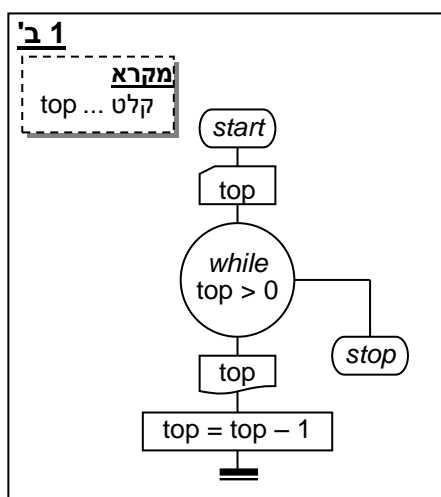 1 ב'
מקרא
קלט ... top
start
top
while
top > 0
stop
top
top = top – 1